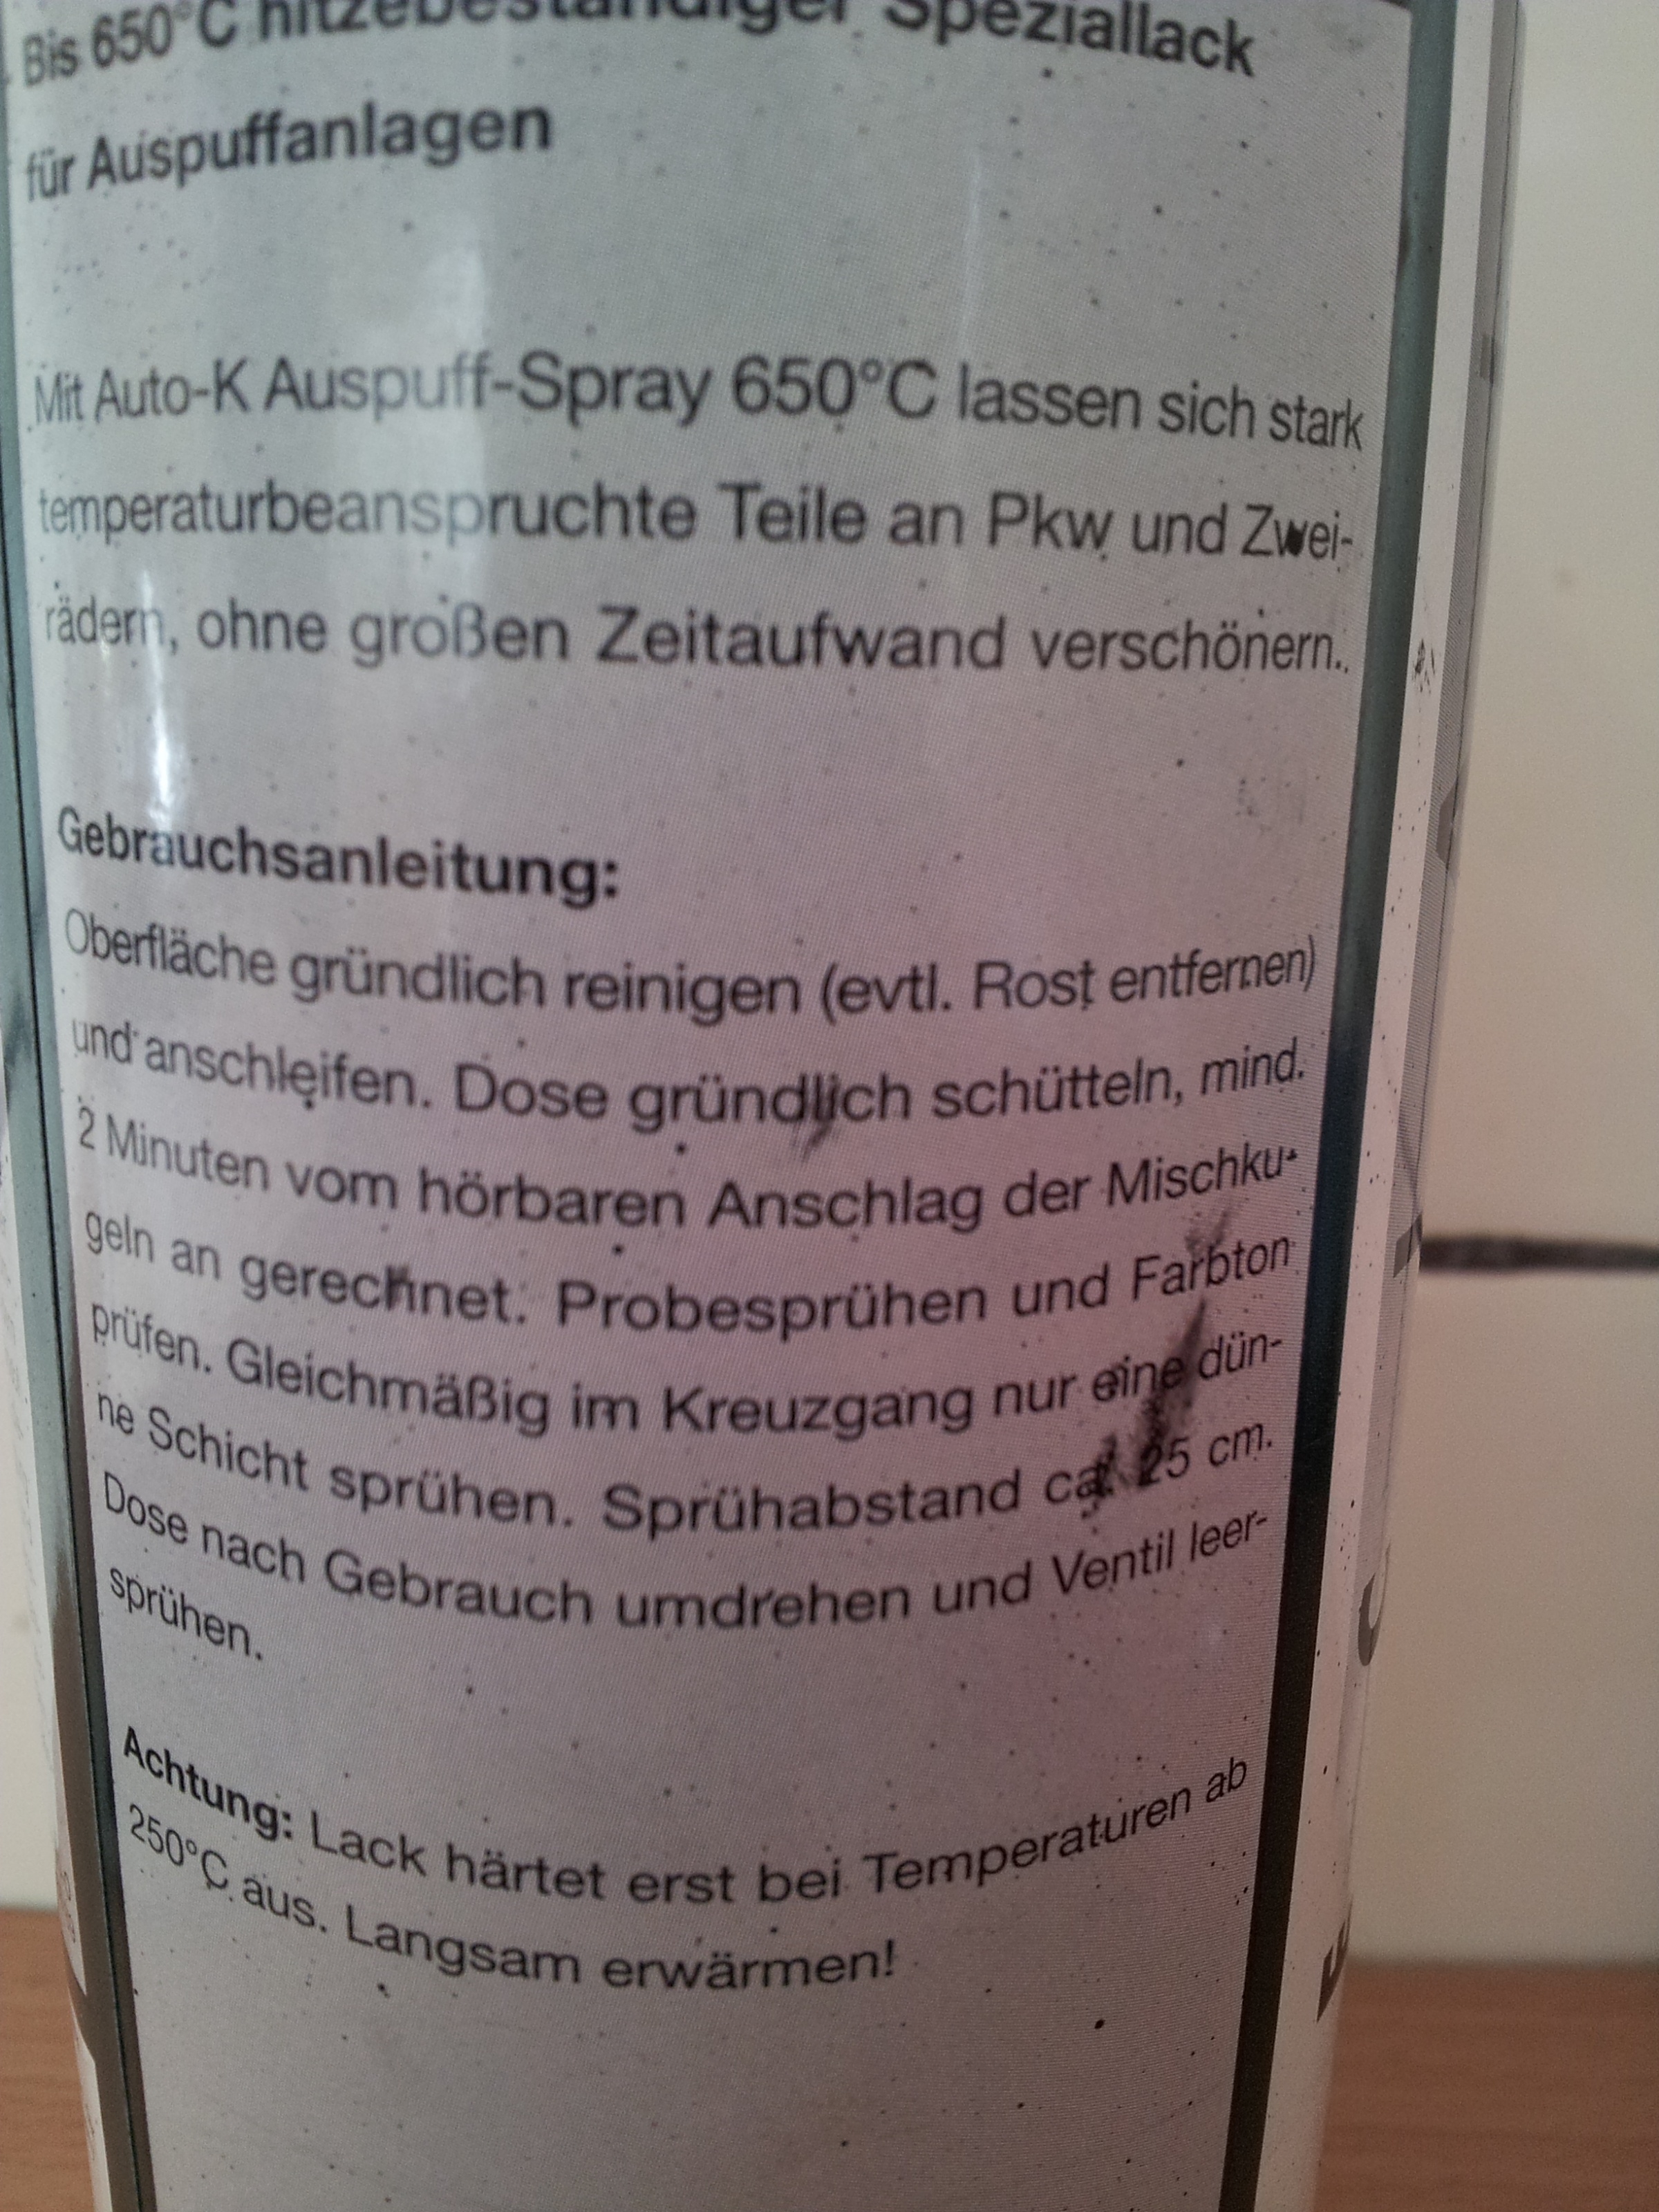 Bis 650°C hitzebeständiger Speziallack
für Auspuffanlagen
Mit Auto-K Auspuff-Spray 650°C lassen sich stark
temperaturbeanspruchte Teile an Pkw und Zwei-
rädern, ohne großen Zeitaufwand verschönern.
Gebrauchsanleitung:
Oberfläche gründlich reinigen (evtl. Rost entfernen)
und anschleifen. Dose gründlich schütteln, mind.
2 Minuten vom hörbaren Anschlag der Mischku-
geln an gerechnet. Probesprühen und Farbton
prüfen. Gleichmäßig im Kreuzgang nur eine dün-
ne Schicht sprühen. Sprühabstand ca. 25 cm.
Dose nach Gebrauch umdrehen und Ventil leer-
sprühen.
Achtung: Lack härtet erst bei Temperaturen ab
250°C aus. Langsam erwärmen!